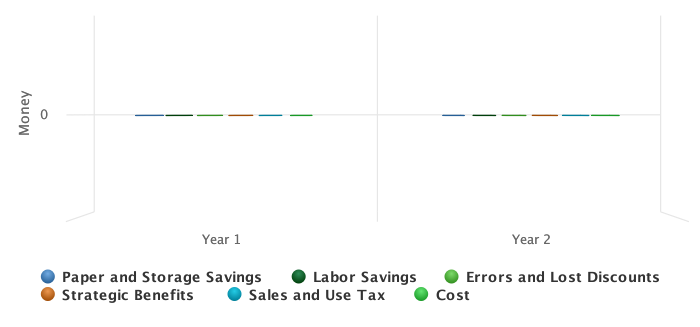 Money
0
Year 1 Year 2
Paper and Storage Savings Labor Savings Errors and Lost Discounts
Strategic Benefits Sales and Use Tax Cost